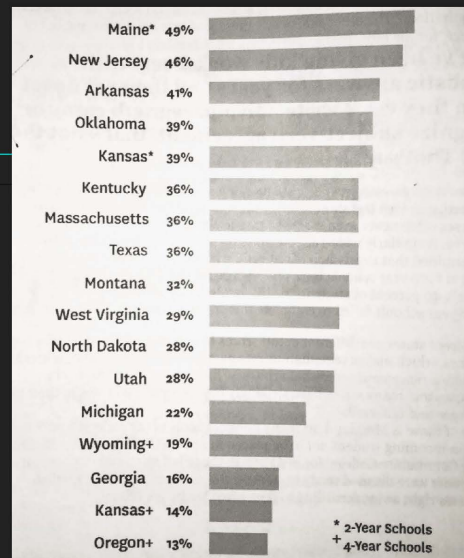 Maine* 49%
New Jersey 46%
Arkansas 41%
Oklahoma 39%
Kansas* 39%
Kentucky 36%
Massachusetts 36%
Texas 36%
Montana 32%
West Virginia 29%
North Dakota 28%
Utah 28%
Michigan 22%
Wyoming+ 19%
Georgia 16%
Kansas+ 14%
Oregon+ 13%
* 2-Year Schools
+ 4-Year Schools